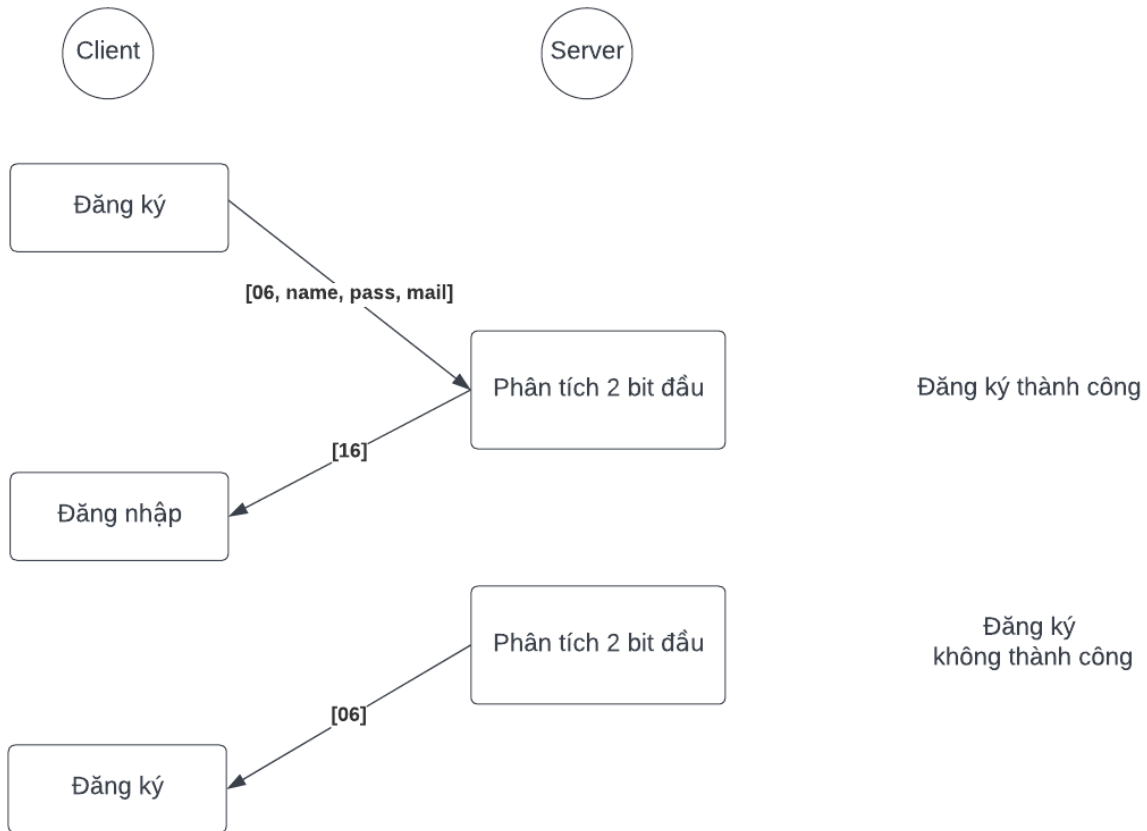 Client
Server
Đăng ký
[06, name, pass, mail]
Phân tích 2 bit đầu
Đăng ký thành công
[16]
Đăng nhập
Phân tích 2 bit đầu
Đăng ký
không thành công
[06]
Đăng ký